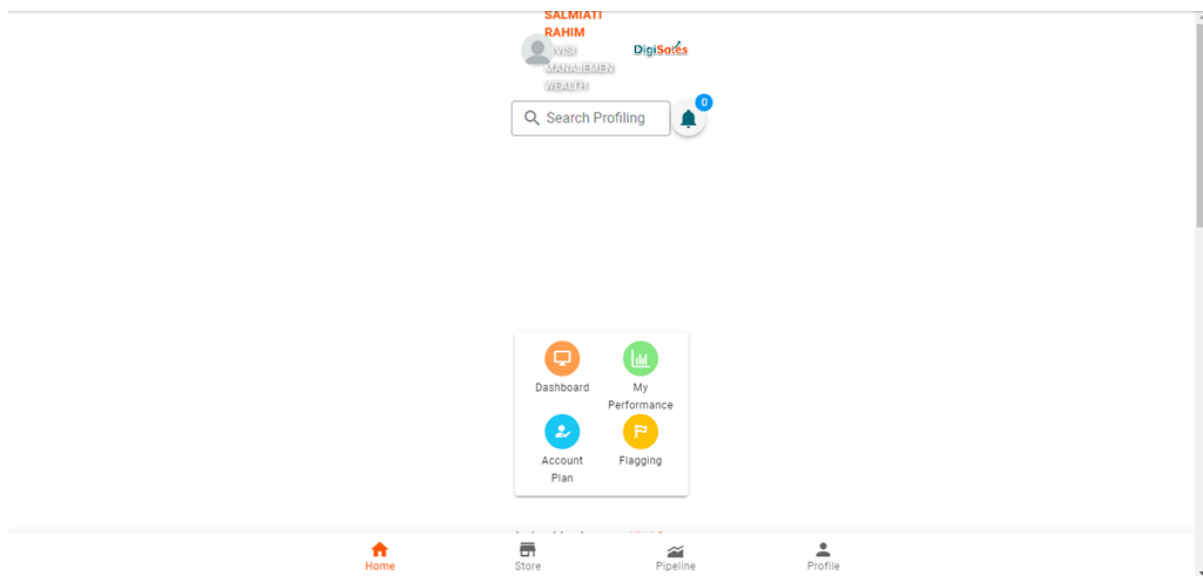 SALMIATI
RAHIM
VISI
MANAJEMEN
WEALTH
DigiSales
Search Profiling
0
Dashboard
My
Performance
Account
Plan
Flagging
Home
Store
Pipeline
Profile